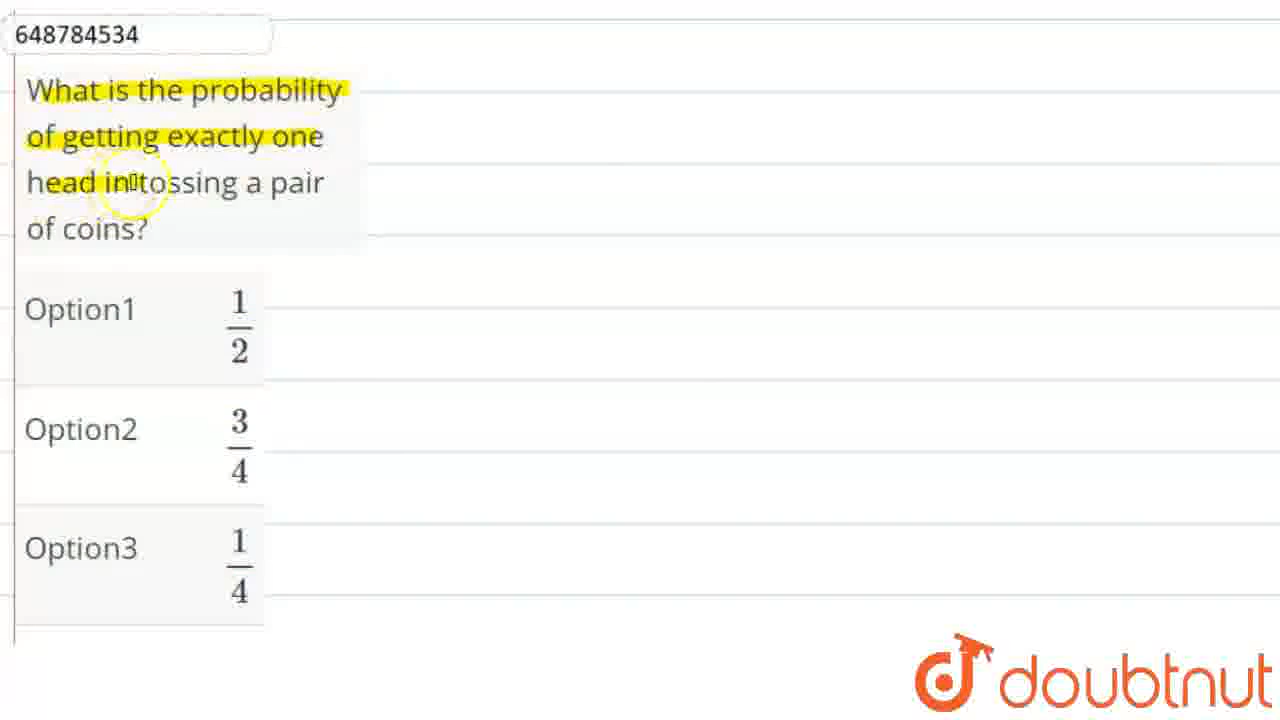 648784534
What is the probability
of getting exactly one
head in tossing a pair
of coins?
Option1 1/2
Option2 3/4
Option3 1/4
doubtnut